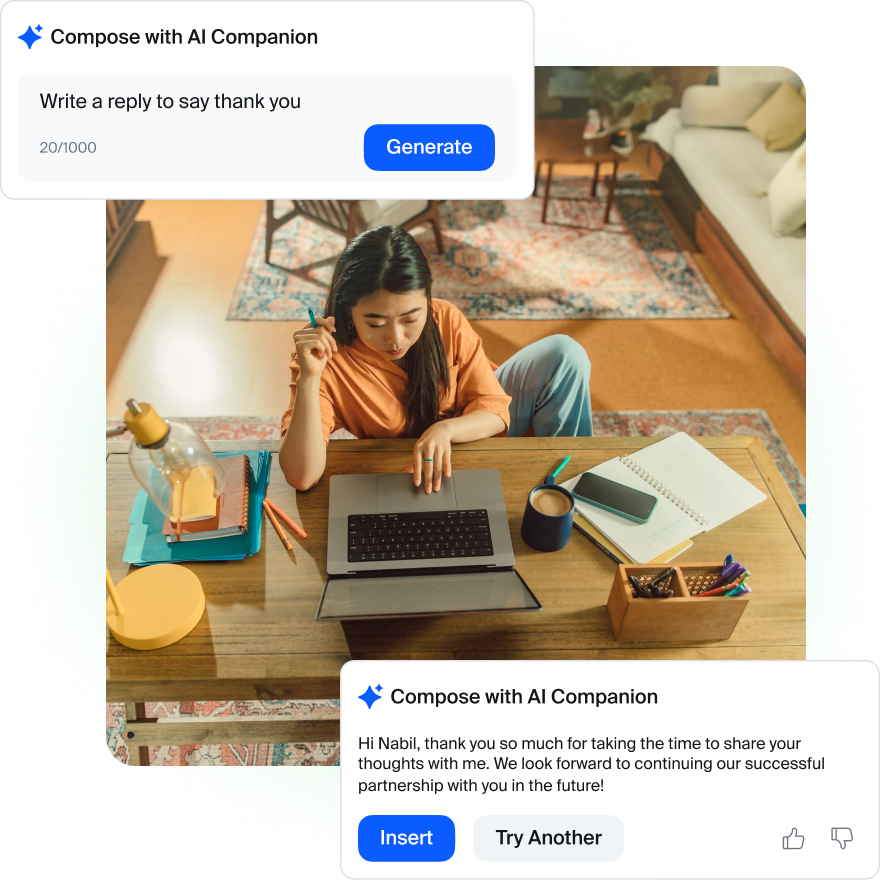 Compose with AI Companion
Write a reply to say thank you
20/1000
Generate
Compose with AI Companion
Hi Nabil, thank you so much for taking the time to share your
thoughts with me. We look forward to continuing our successful
partnership with you in the future!
Insert
Try Another